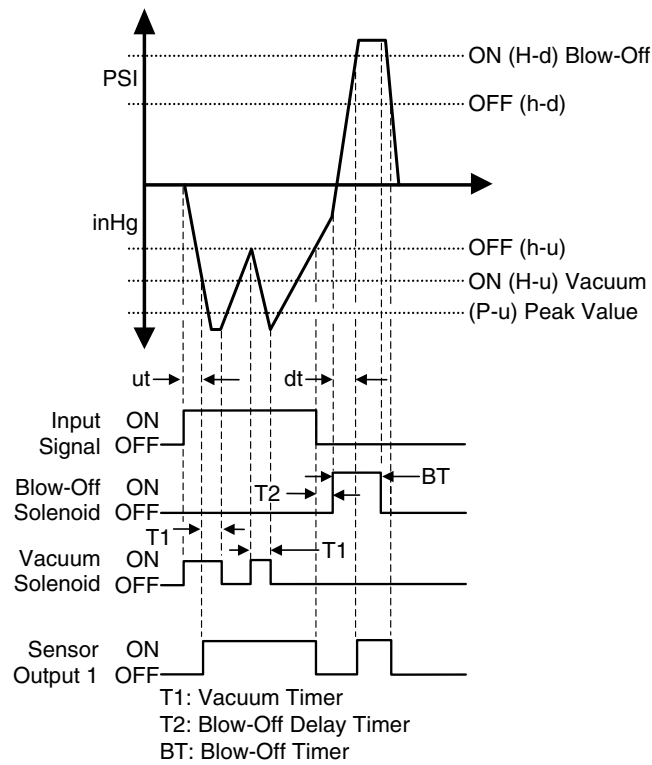 ON (H-d) Blow-Off
PSI
OFF (h-d)
inHg
OFF (h-u)
ON (H-u) Vacuum
(P-u) Peak Value
ut
dt
Input ON
Signal OFF
Blow-Off ON
Solenoid OFF
BT
T2
T1
T1
Vacuum ON
Solenoid OFF
Sensor ON
Output 1 OFF
T1: Vacuum Timer
T2: Blow-Off Delay Timer
BT: Blow-Off Timer